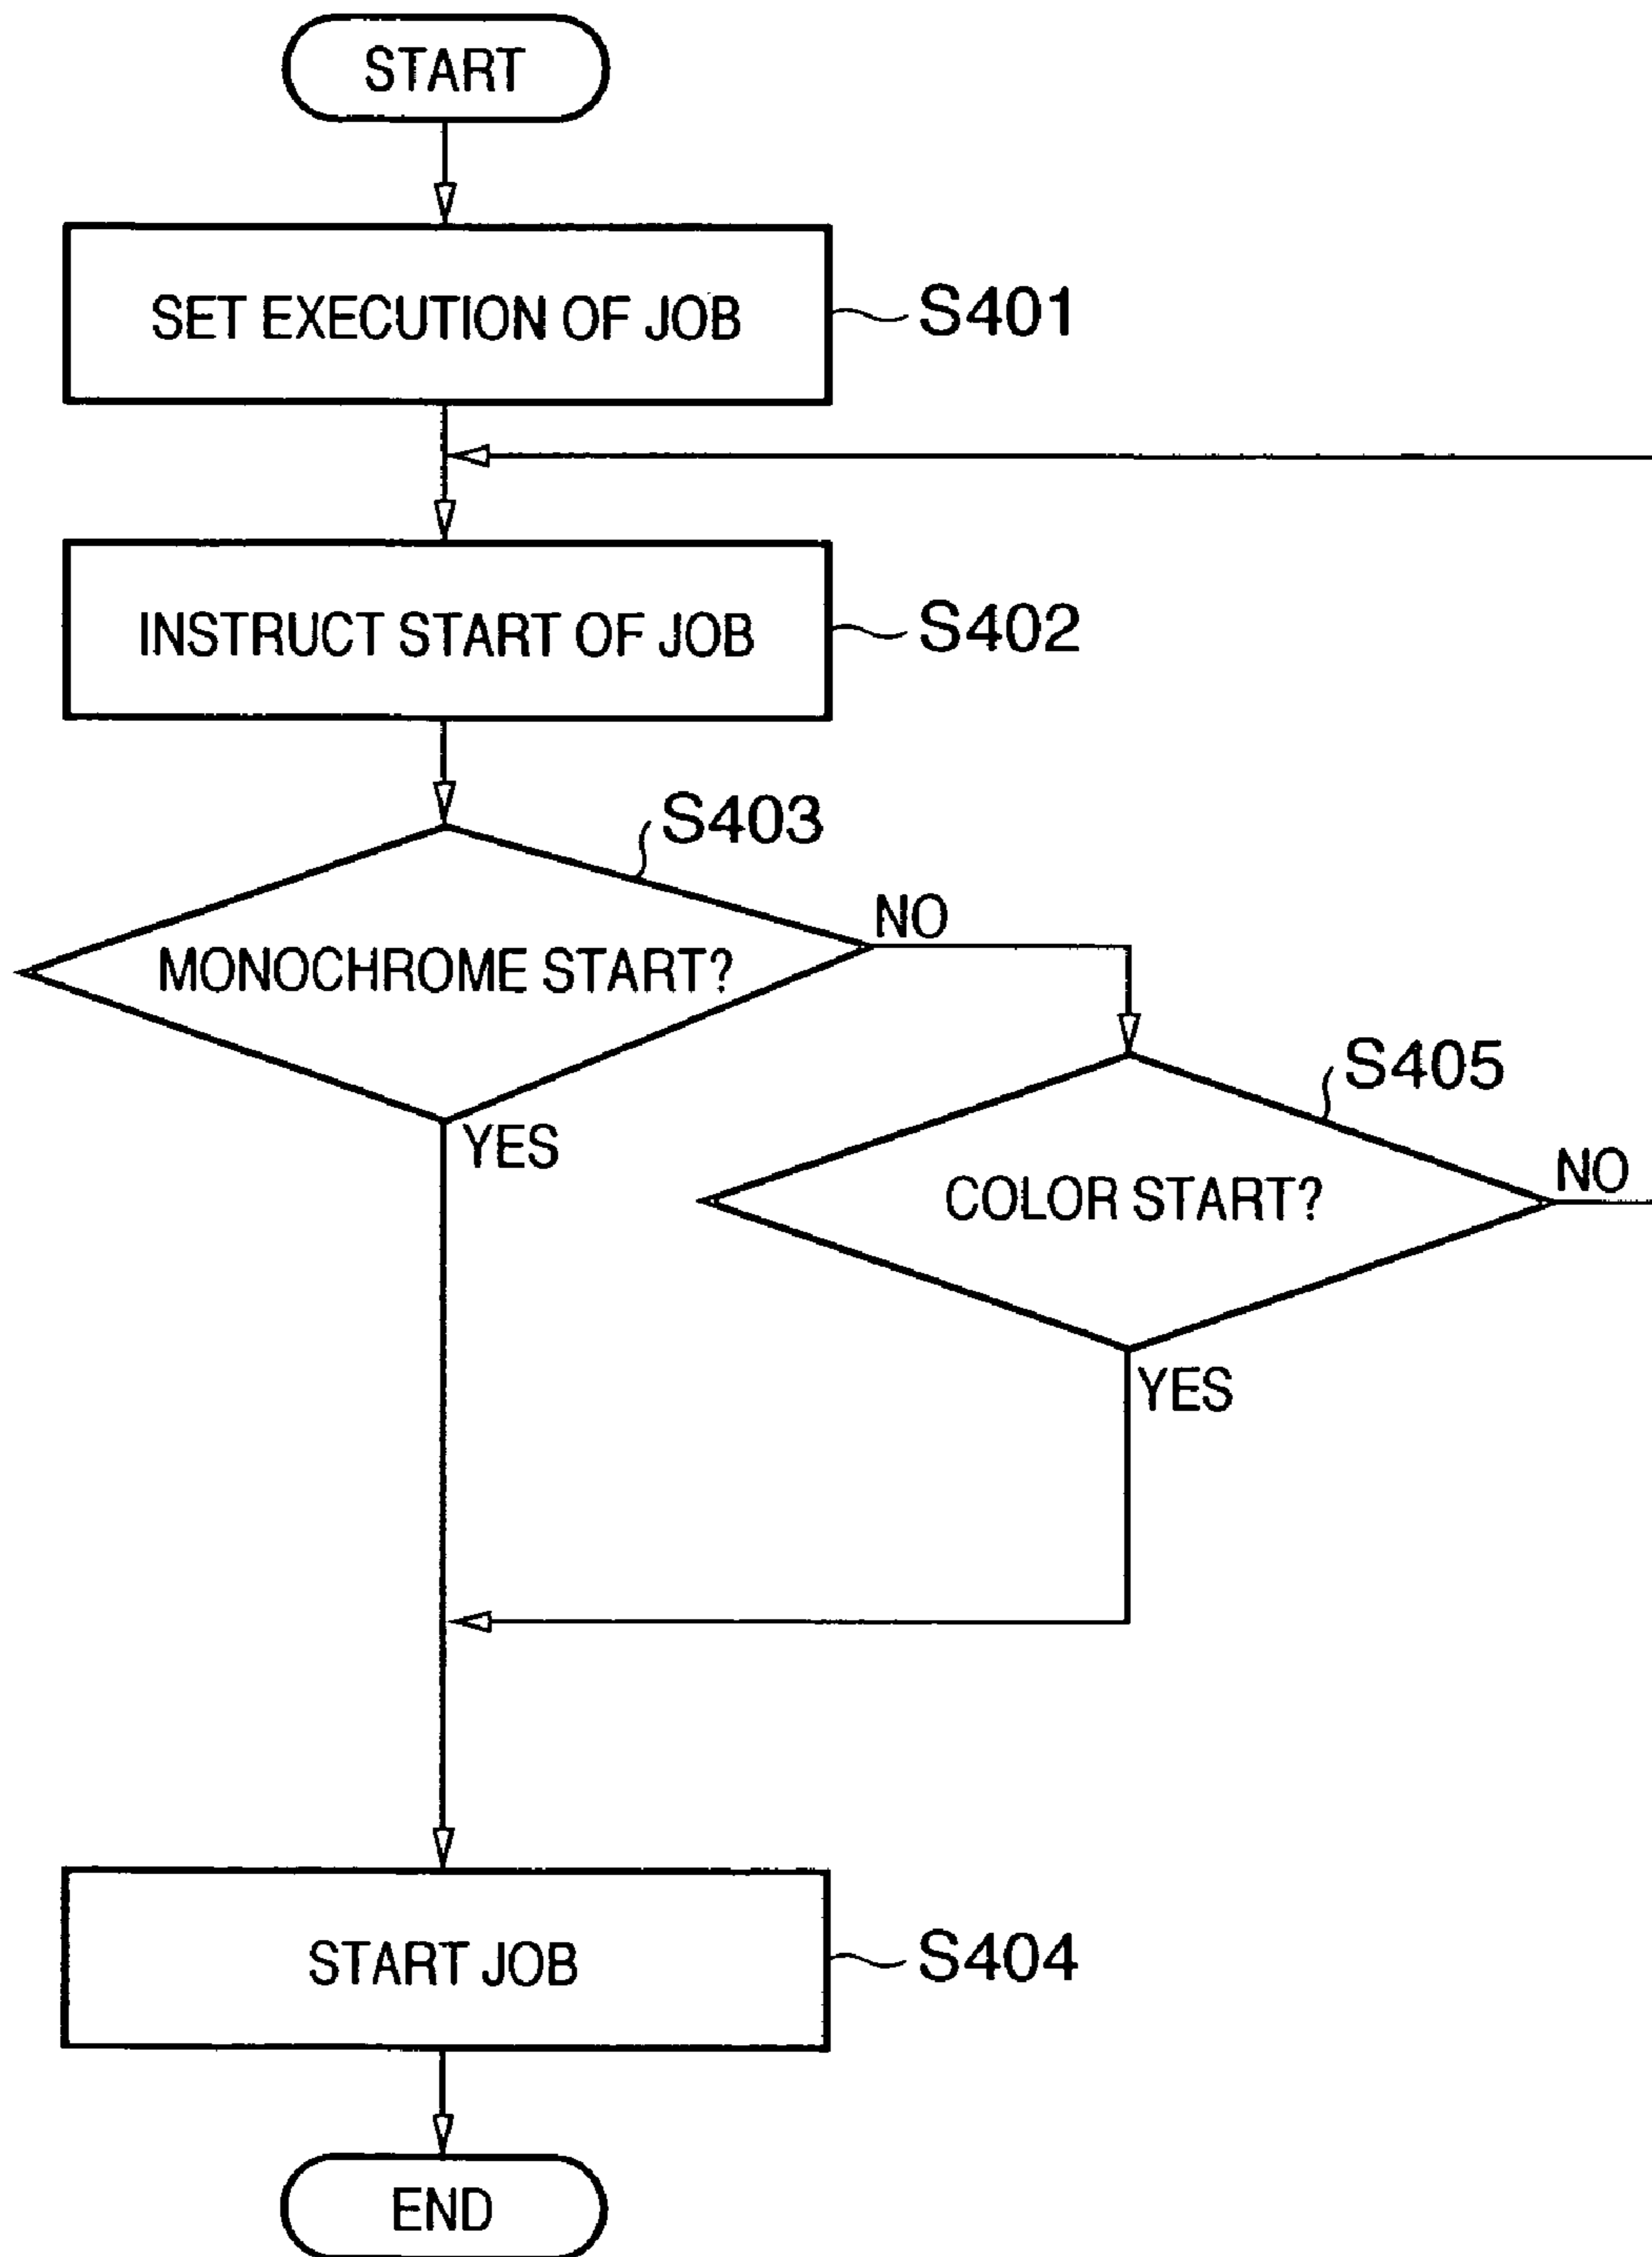 START
SET EXECUTION OF JOB
S401
INSTRUCT START OF JOB
S402
S403
NO
MONOCHROME START?
YES
S405
NO
COLOR START?
YES
START JOB
S404
END